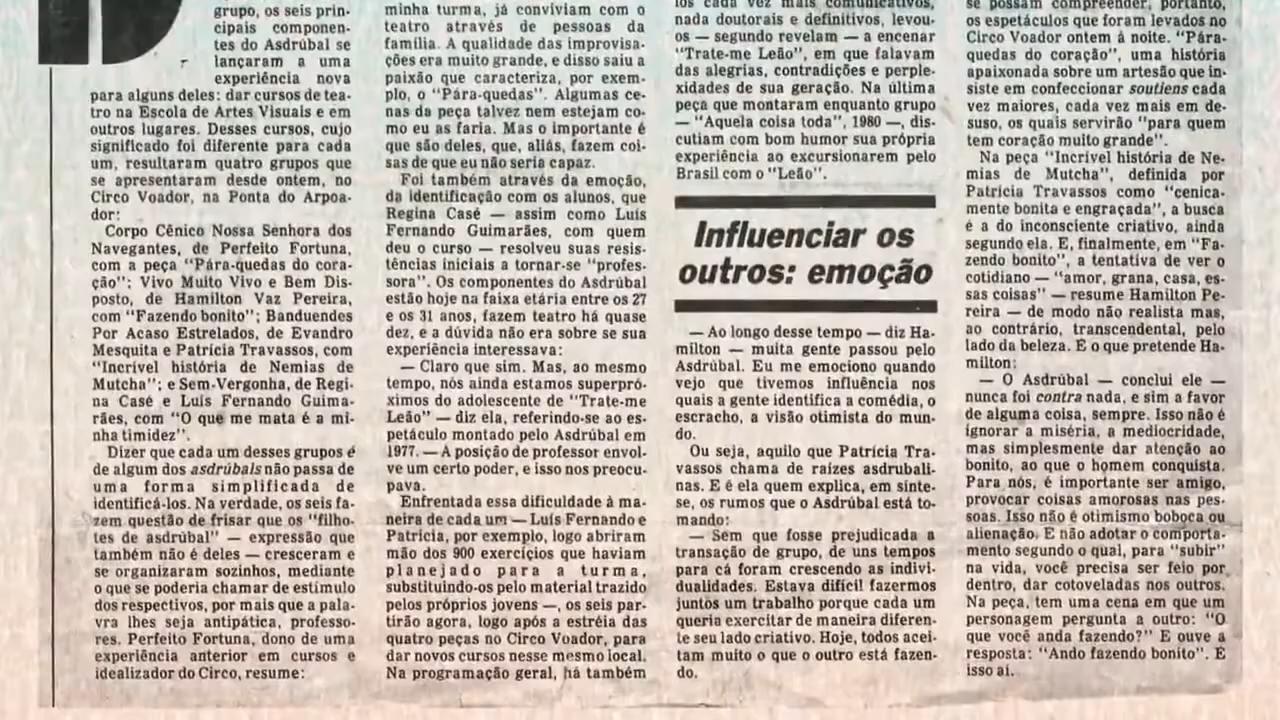 grupo, os seis prin-
cipais componen-
tes do Asdrúbal se
lançaram a uma
experiência nova
para alguns deles: dar cursos de tea-
tro na Escola de Artes Visuais e em
outros lugares. Desses cursos, cujo
significado foi diferente para cada
um, resultaram quatro grupos que
se apresentaram desde ontem, no
Circo Voador, na Ponta do Arpoa-
dor:
Corpo Cênico Nossa Senhora dos
Navegantes, de Perfeito Fortuna,
com a peça "Pára-quedas do cora-
ção"; Vivo Muito Vivo e Bem Dis-
posto, de Hamilton Vaz Pereira,
com "Fazendo bonito"; Banduendes
Por Acaso Estrelados, de Evandro
Mesquita e Patrícia Travassos, com
"Incrível história de Nemias de
Mutcha"; e Sem-Vergonha, de Regi-
na Casé e Luís Fernando Guima-
rães, com "O que me mata é a mi-
nha timidez".
Dizer que cada um desses grupos é
de algum dos asdrúbals não passa de
uma forma simplificada de
identificá-los. Na verdade, os seis fa-
zem questão de frisar que os "filho-
tes de asdrúbal" — expressão que
também não é deles — cresceram e
se organizaram sozinhos, mediante
o que se poderia chamar de estímulo
dos respectivos, por mais que a pala-
vra lhes seja antipática, professo-
res. Perfeito Fortuna, dono de uma
experiência anterior em cursos e
idealizador do Circo, resume:
minha turma, já conviviam com o
teatro através de pessoas da
família. A qualidade das improvisa-
ções era muito grande, e disso saiu a
paixão que caracteriza, por exem-
plo, o "Pára-quedas". Algumas ce-
nas da peça talvez nem estejam co-
mo eu as faria. Mas o importante é
que são deles, que, aliás, fazem coi-
sas de que eu não seria capaz.
Foi também através da emoção,
da identificação com os alunos, que
Regina Casé — assim como Luís
Fernando Guimarães, com quem
deu o curso — resolveu suas resis-
tências iniciais a tornar-se "profes-
sora". Os componentes do Asdrúbal
estão hoje na faixa etária entre os 27
e os 31 anos, fazem teatro há quase
dez, e a dúvida não era sobre se sua
experiência interessava:
— Claro que sim. Mas, ao mesmo
tempo, nós ainda estamos superpró-
ximos do adolescente de "Trate-me
Leão" — diz ela, referindo-se ao es-
petáculo montado pelo Asdrúbal em
1977. — A posição de professor envol-
ve um certo poder, e isso nos preocu-
pava.
Enfrentada essa dificuldade à ma-
neira de cada um — Luís Fernando e
Patrícia, por exemplo, logo abriram
mão dos 900 exercícios que haviam
planejado para a turma,
substituindo-os pelo material trazido
pelos próprios jovens —, os seis par-
tirão agora, logo após a estréia das
quatro peças no Circo Voador, para
dar novos cursos nesse mesmo local.
Na programação geral, há também
los cada vez mais comunicativos,
nada doutorais e definitivos, levou-
os — segundo revelam — a encenar
"Trate-me Leão", em que falavam
das alegrias, contradições e perple-
xidades de sua geração. Na última
peça que montaram enquanto grupo
— "Aquela coisa toda", 1980 —, dis-
cutiam com bom humor sua própria
experiência ao excursionarem pelo
Brasil com o "Leão".
Influenciar os
outros: emoção
— Ao longo desse tempo — diz Ha-
milton — muita gente passou pelo
Asdrúbal. Eu me emociono quando
vejo que tivemos influência nos
quais a gente identifica a comédia, o
escracho, a visão otimista do mun-
do.
Ou seja, aquilo que Patrícia Tra-
vassos chama de raízes asdrubali-
nas. E é ela quem explica, em sínte-
se, os rumos que o Asdrúbal está to-
mando:
— Sem que fosse prejudicada a
transação de grupo, de uns tempos
para cá foram crescendo as indivi-
dualidades. Estava difícil fazermos
juntos um trabalho porque cada um
queria exercitar de maneira diferen-
te seu lado criativo. Hoje, todos acei-
tam muito o que o outro está fazen-
do.
se possam compreender, portanto,
os espetáculos que foram levados no
Circo Voador ontem à noite. "Pára-
quedas do coração", uma história
apaixonada sobre um artesão que in-
siste em confeccionar soutiens cada
vez maiores, cada vez mais em de-
suso, os quais servirão "para quem
tem coração muito grande".
Na peça "Incrível história de Ne-
mias de Mutcha", definida por
Patrícia Travassos como "cenica-
mente bonita e engraçada", a busca
é a do inconsciente criativo, ainda
segundo ela. E, finalmente, em "Fa-
zendo bonito", a tentativa de ver o
cotidiano — "amor, grana, casa, es-
sas coisas" — resume Hamilton Pe-
reira — de modo não realista mas,
ao contrário, transcendental, pelo
lado da beleza. É o que pretende Ha-
milton:
— O Asdrúbal — conclui ele —
nunca foi contra nada, e sim a favor
de alguma coisa, sempre. Isso não é
ignorar a miséria, a mediocridade,
mas simplesmente dar atenção ao
bonito, ao que o homem conquista.
Para nós, é importante ser amigo,
provocar coisas amorosas nas pes-
soas. Isso não é otimismo boboca ou
alienação. É não adotar o comporta-
mento segundo o qual, para "subir"
na vida, você precisa ser feio por
dentro, dar cotoveladas nos outros.
Na peça, tem uma cena em que um
personagem pergunta a outro: "O
que você anda fazendo?" E ouve a
resposta: "Ando fazendo bonito". É
isso aí.